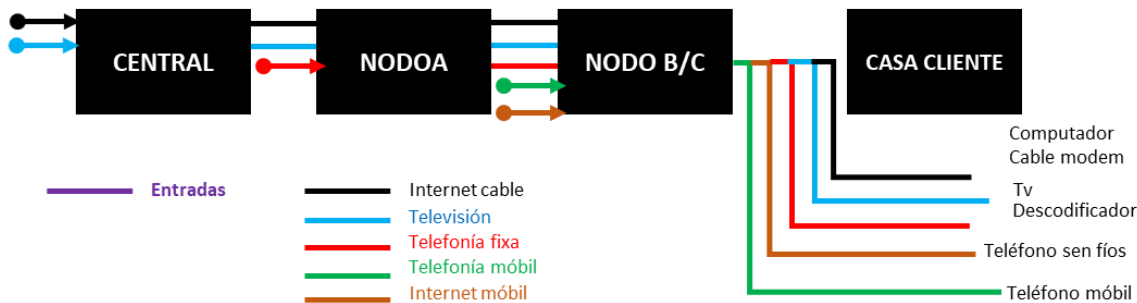 CENTRAL
NODOA
NODO B/C
CASA CLIENTE
Computador
Cable modem
Tv
Descodificador
Teléfono sen fíos
Teléfono móbil
Entradas
Internet cable
Televisión
Telefonía fixa
Telefonía móbil
Internet móbil